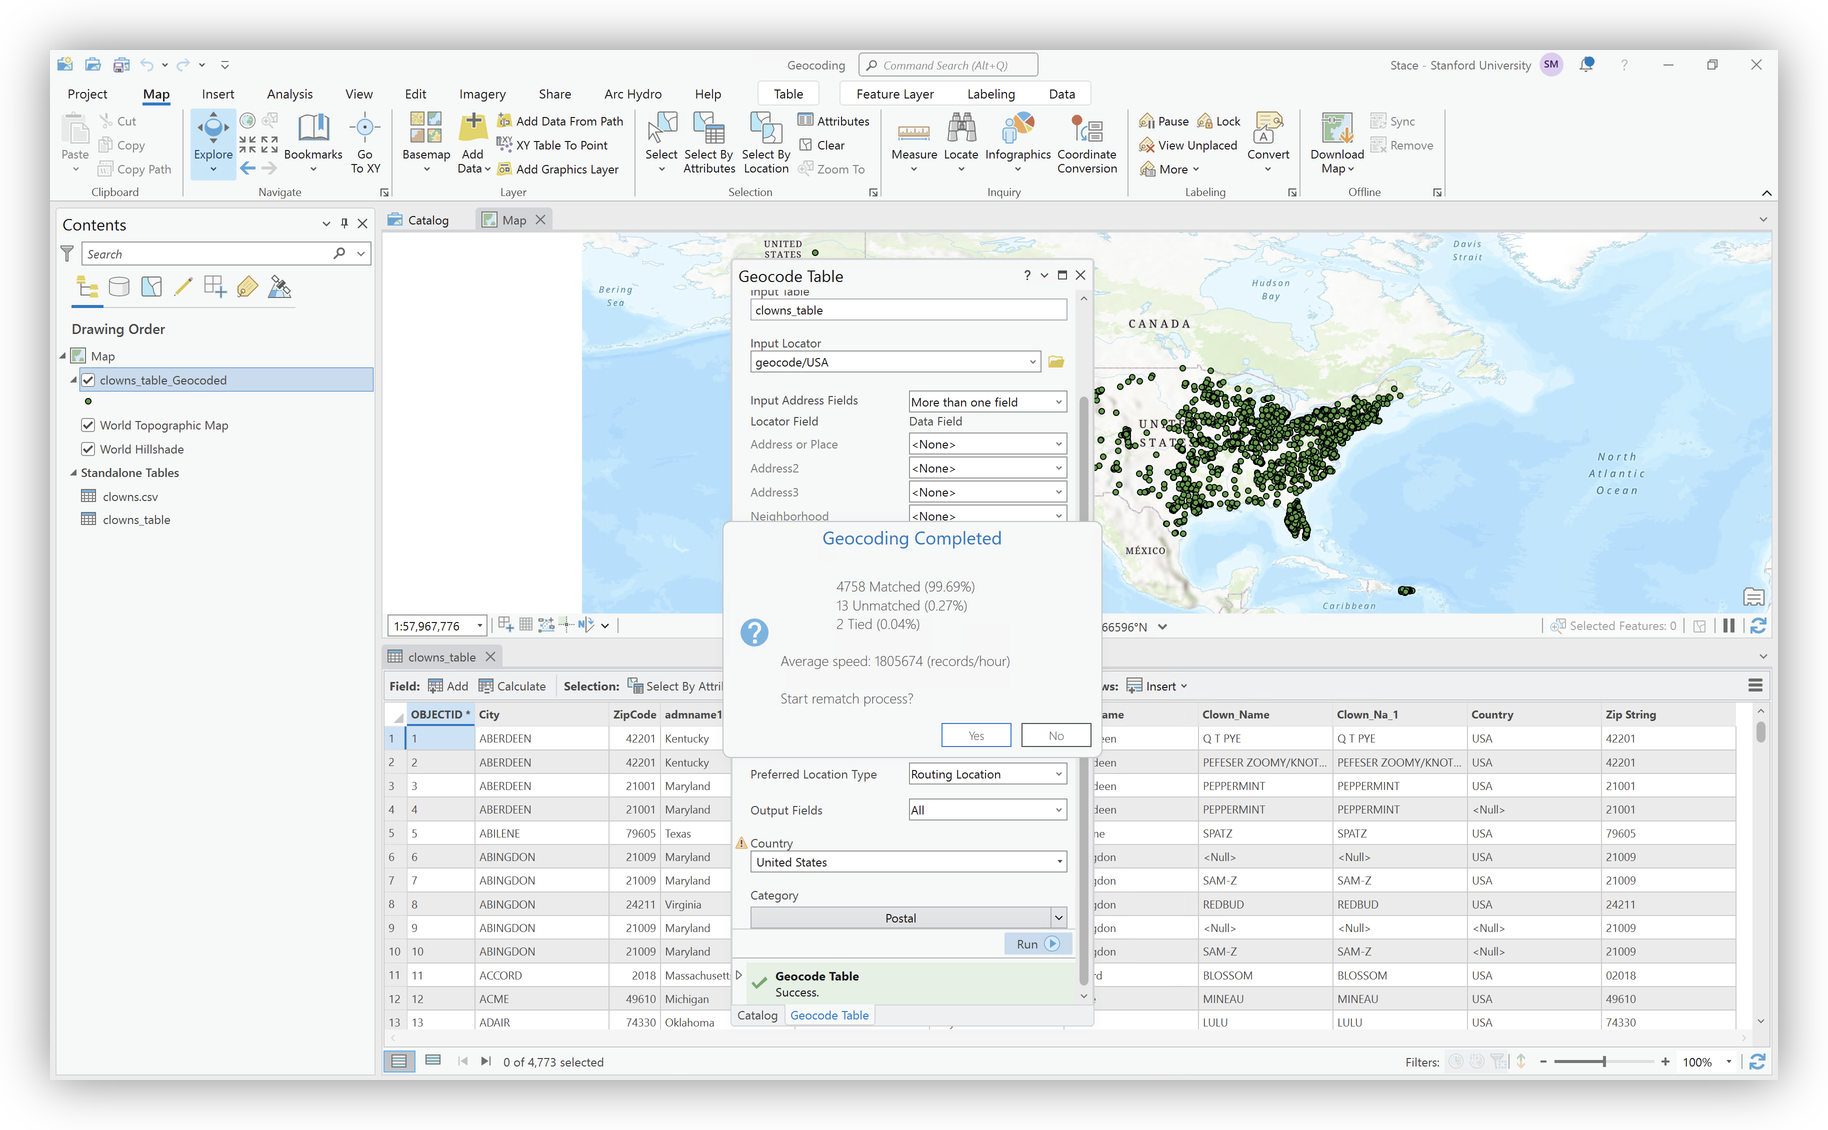 Geocoding
Command Search (Alt+Q)
Stace - Stanford University
SM
?
Project
Map
Insert
Analysis
View
Edit
Imagery
Share
Arc Hydro
Help
Table
Feature Layer
Labeling
Data
Paste
Cut
Copy
Copy Path
Clipboard
Explore
Bookmarks
Go
To XY
Navigate
Basemap
Add
Data
Add Data From Path
XY Table To Point
Add Graphics Layer
Layer
Select
Select By
Attributes
Select By
Location
Attributes
Clear
Zoom To
Selection
Measure
Locate
Infographics
Coordinate
Conversion
Inquiry
Pause
Lock
View Unplaced
More
Convert
Labeling
Download
Map
Sync
Remove
Offline
Contents
Search
Drawing Order
Map
clowns_table_Geocoded
World Topographic Map
World Hillshade
Standalone Tables
clowns.csv
clowns_table
Catalog
Map
UNITED
STATES
Bering
Sea
Davis
Strait
Hudson
Bay
CANADA
North
Atlantic
Ocean
MÉXICO
Caribbean
Geocode Table
?
Input Table
clowns_table
Input Locator
geocode/USA
Input Address Fields
More than one field
Locator Field
Data Field
Address or Place
<None>
Address2
<None>
Address3
<None>
Neighborhood
<None>
Geocoding Completed
4758 Matched (99.69%)
13 Unmatched (0.27%)
2 Tied (0.04%)
Average speed: 1805674 (records/hour)
Start rematch process?
Yes
No
Preferred Location Type
Routing Location
Output Fields
All
Country
United States
Category
Postal
Run
Geocode Table
Success.
Catalog
Geocode Table
1:57,967,776
66596°N
Selected Features: 0
clowns_table
Field:
Add
Calculate
Selection:
Select By Attri
ws:
Insert
OBJECTID * City ZipCode admname1 ame Clown_Name Clown_Na_1 Country Zip String
1 1 ABERDEEN 42201 Kentucky een Q T PYE Q T PYE USA 42201
2 2 ABERDEEN 42201 Kentucky deen PEFESER ZOOMY/KNOT... PEFESER ZOOMY/KNOT... USA 42201
3 3 ABERDEEN 21001 Maryland deen PEPPERMINT PEPPERMINT USA 21001
4 4 ABERDEEN 21001 Maryland deen PEPPERMINT PEPPERMINT <Null> 21001
5 5 ABILENE 79605 Texas ne SPATZ SPATZ USA 79605
6 6 ABINGDON 21009 Maryland gdon <Null> <Null> USA 21009
7 7 ABINGDON 21009 Maryland gdon SAM-Z SAM-Z USA 21009
8 8 ABINGDON 24211 Virginia gdon REDBUD REDBUD USA 24211
9 9 ABINGDON 21009 Maryland gdon <Null> <Null> <Null> 21009
10 10 ABINGDON 21009 Maryland gdon SAM-Z SAM-Z <Null> 21009
11 11 ACCORD 2018 Massachusett rd BLOSSOM BLOSSOM USA 02018
12 12 ACME 49610 Michigan e MINEAU MINEAU USA 49610
13 13 ADAIR 74330 Oklahoma LULU LULU USA 74330
0 of 4,773 selected
Filters:
100%